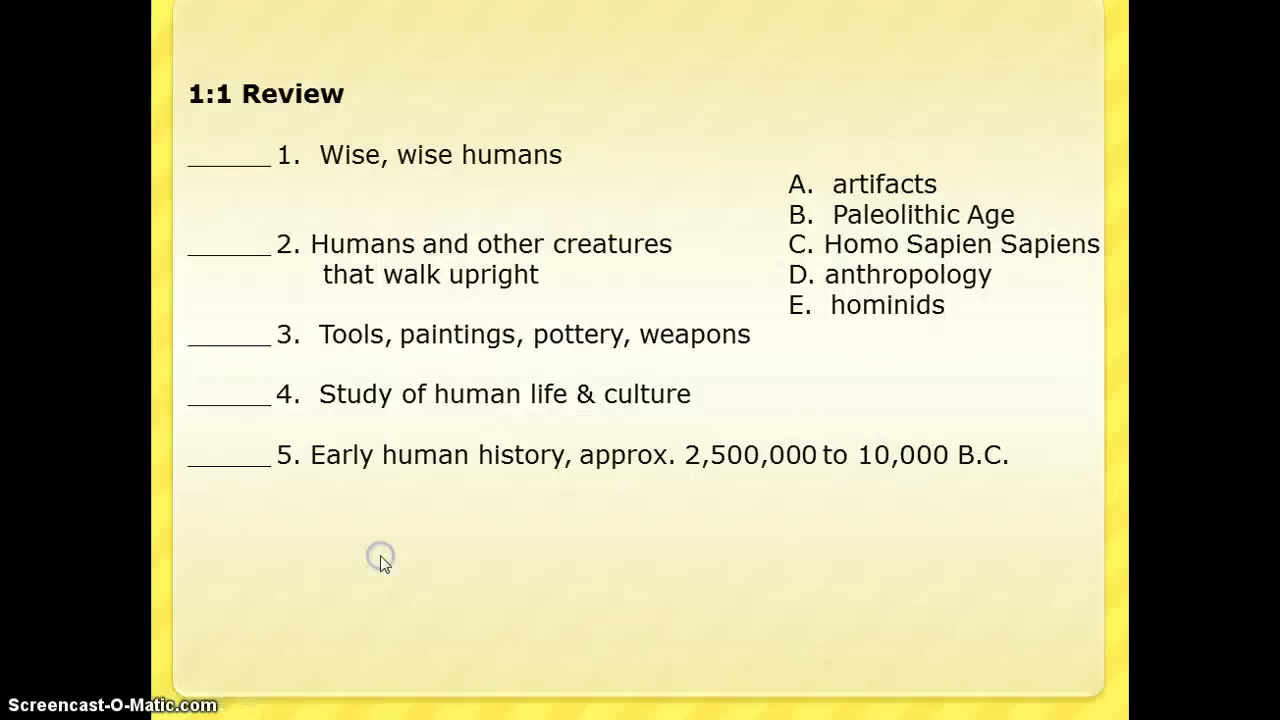 1:1 Review
______ 1. Wise, wise humans
A. artifacts
B. Paleolithic Age
______ 2. Humans and other creatures
C. Homo Sapien Sapiens
that walk upright
D. anthropology
E. hominids
______ 3. Tools, paintings, pottery, weapons
______ 4. Study of human life & culture
______ 5. Early human history, approx. 2,500,000 to 10,000 B.C.
Screencast-O-Matic.com